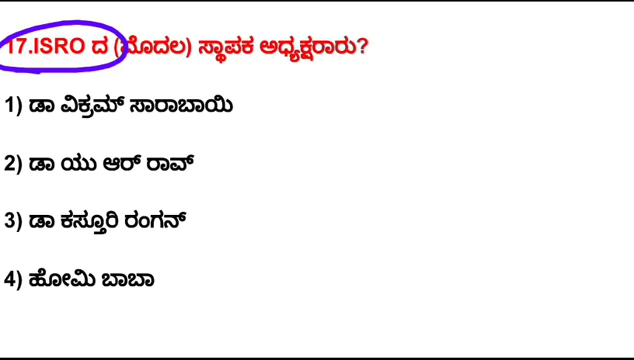 17.ISRO ದ (ಮೊದಲ) ಸ್ಥಾಪಕ ಅಧ್ಯಕ್ಷರಾರು?
1) ಡಾ ವಿಕ್ರಮ್ ಸಾರಾಬಾಯಿ
2) ಡಾ ಯು ಆರ್ ರಾವ್
3) ಡಾ ಕಸ್ತೂರಿ ರಂಗನ್
4) ಹೋಮಿ ಬಾಬಾ